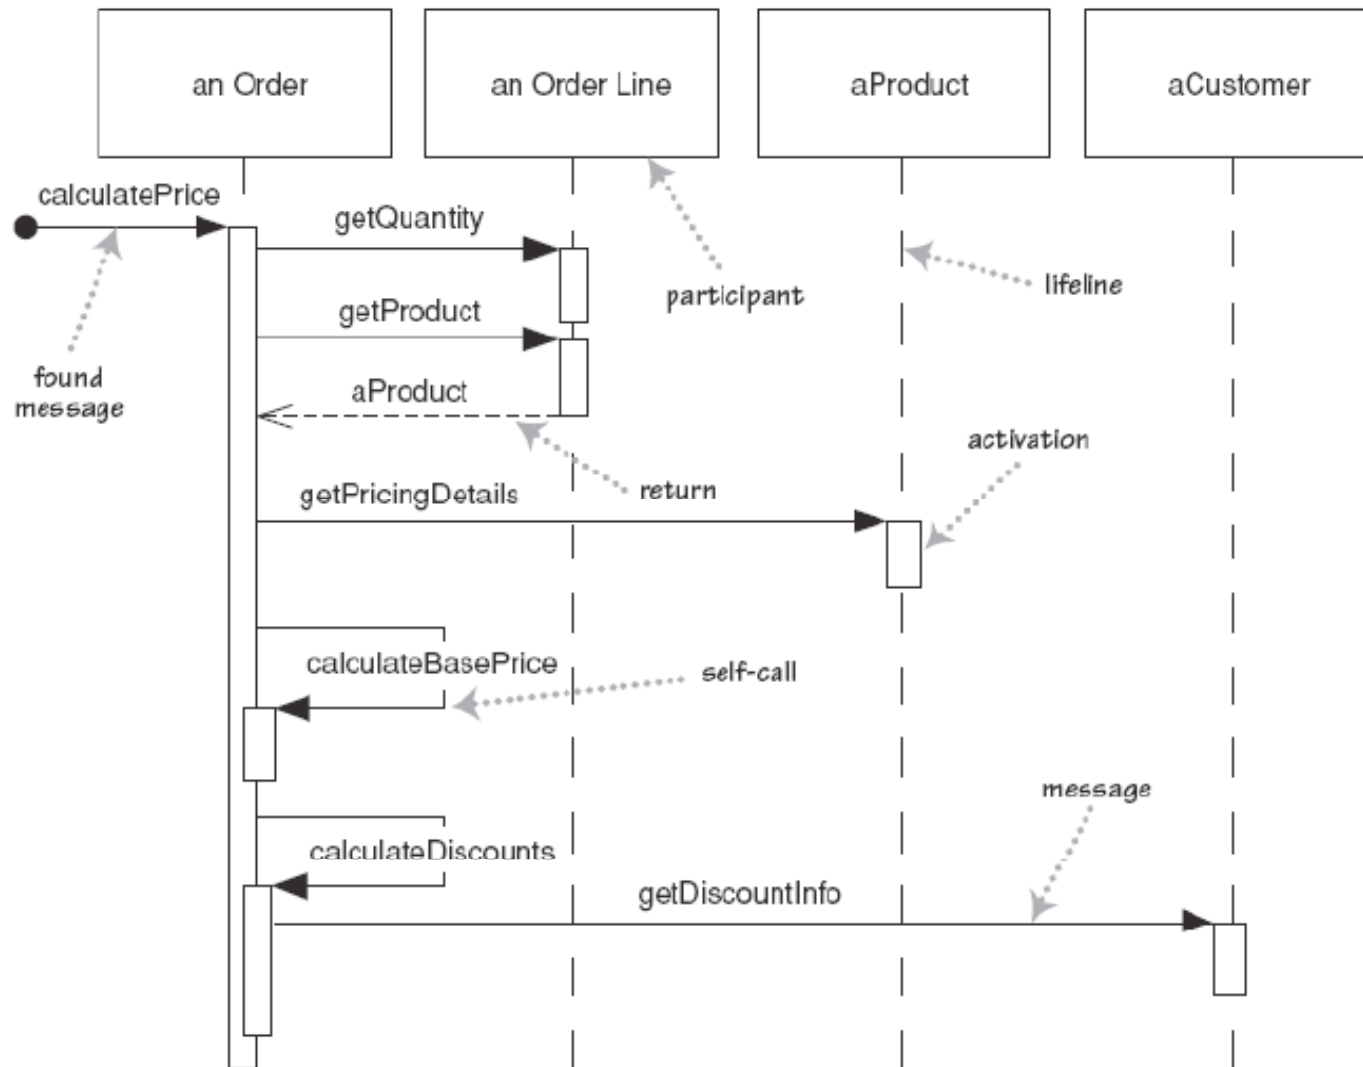 an Order
an Order Line
aProduct
aCustomer
calculatePrice
getQuantity
participant
lifeline
getProduct
found
message
aProduct
activation
return
getPricingDetails
calculateBasePrice
self-call
message
calculateDiscounts
getDiscountInfo